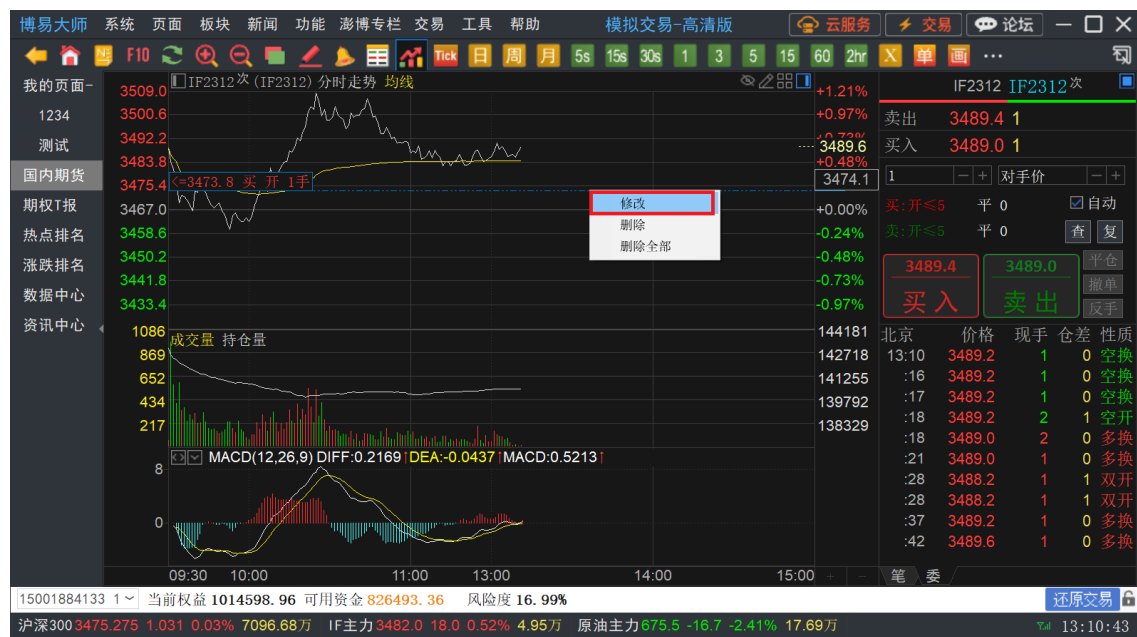 博易大师 系统 页面 板块 新闻 功能 澎博专栏 交易 工具 帮助 模拟交易-高清版 云服务 交易 论坛
F10 Tick 日 周 月 5s 15s 30s 1 3 5 15 60 2hr X 单 画 ···
我的页面-
1234
测试
国内期货
期权T报
热点排名
涨跌排名
数据中心
资讯中心
IF2312次 (IF2312) 分时走势 均线
3509.0 +1.21%
3500.6 +0.97%
3492.2
3489.6
3483.8 +0.48%
3475.4 <=3473.8 买 开 1手 3474.1
3467.0 +0.00%
3458.6 -0.24%
3450.2 -0.48%
3441.8 -0.73%
3433.4 -0.97%
修改
删除
删除全部
成交量 持仓量
1086 144181
869 142718
652 141255
434 139792
217 138329
MACD(12,26,9) DIFF:0.2169↑DEA:-0.0437↑MACD:0.5213↑
8
0
09:30 10:00 11:00 13:00 14:00 15:00 + -
IF2312 IF2312次
卖出 3489.4 1
买入 3489.0 1
1 - + 对手价 - +
买:开≤5 平 0 自动
卖:开≤5 平 0 查 复
3489.4 3489.0 平仓
买入 卖出 撤单
反手
北京 价格 现手 仓差 性质
13:10 3489.2 1 0 空换
:16 3489.2 1 0 空换
:17 3489.2 1 0 空换
:18 3489.2 2 1 空开
:18 3489.0 2 0 多换
:21 3489.0 1 0 多换
:28 3488.2 1 1 双开
:28 3488.2 1 1 双开
:37 3489.2 1 0 多换
:42 3489.6 1 0 多换
笔 委
15001884133 1 当前权益 1014598.96 可用资金 826493.36 风险度 16.99% 还原交易
沪深300 3475.275 1.031 0.03% 7096.68万 IF主力 3482.0 18.0 0.52% 4.95万 原油主力 675.5 -16.7 -2.41% 17.69万 13:10:43